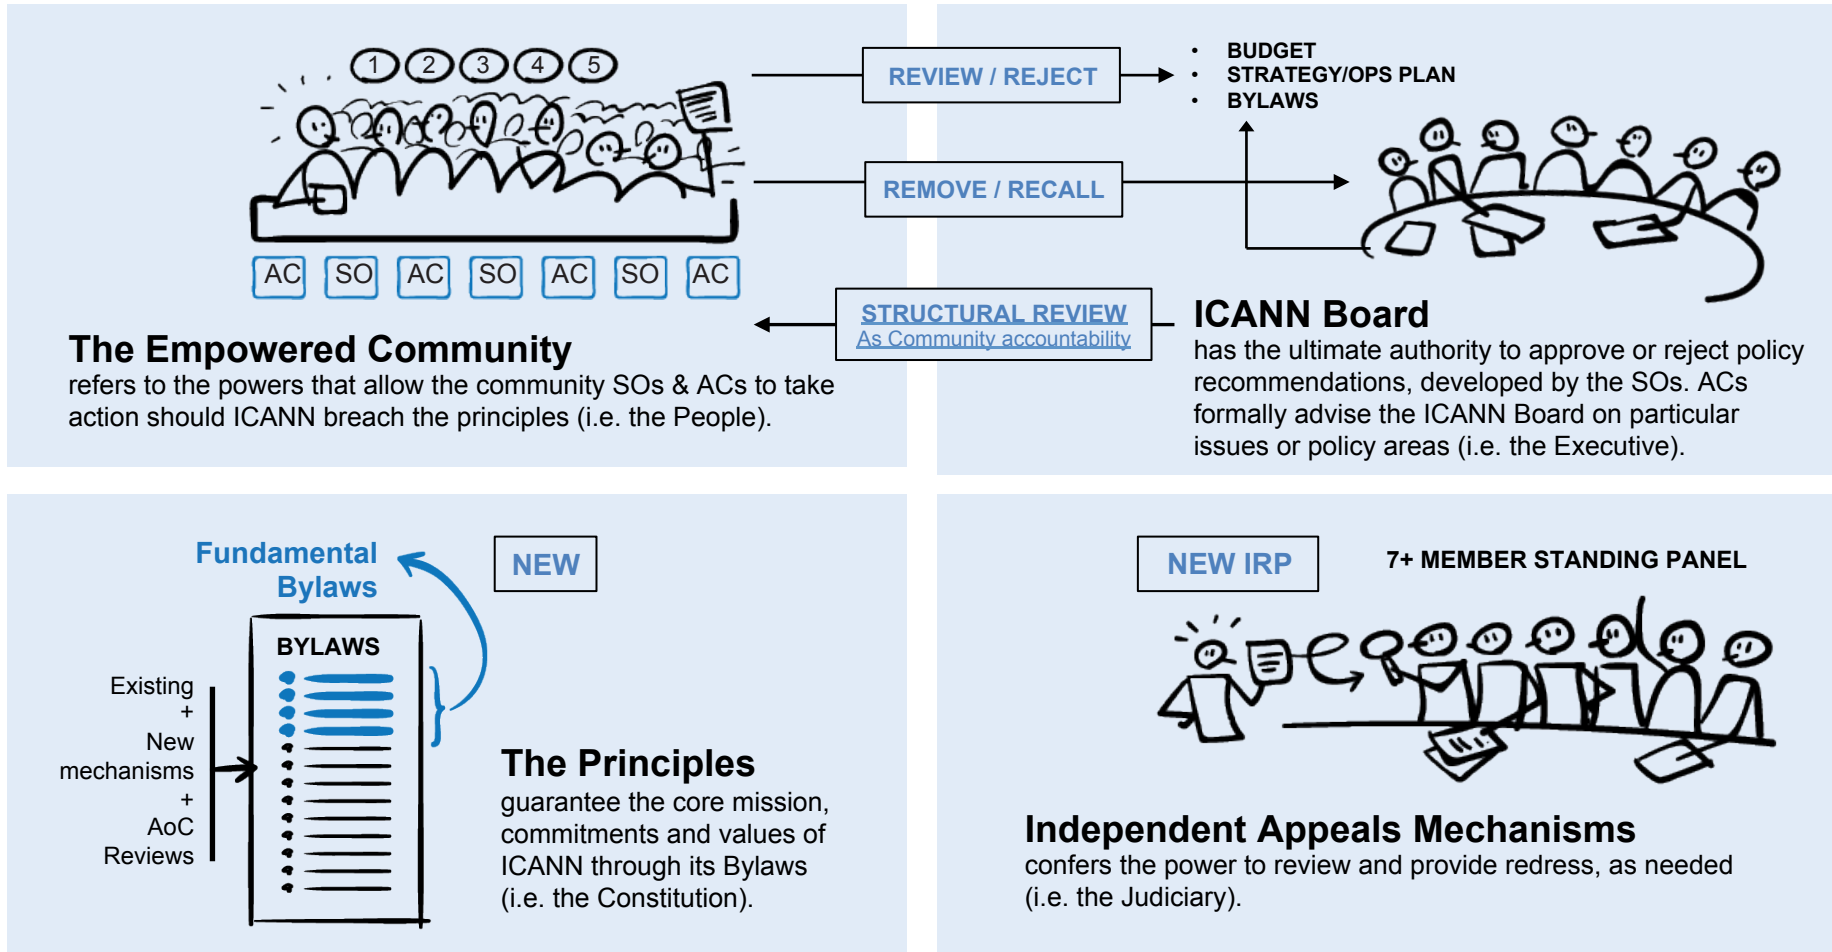 1 2 3 4 5
AC SO AC SO AC SO AC
The Empowered Community
refers to the powers that allow the community SOs & ACs to take
action should ICANN breach the principles (i.e. the People).
REVIEW / REJECT
REMOVE / RECALL
STRUCTURAL REVIEW
As Community accountability
• BUDGET
• STRATEGY/OPS PLAN
• BYLAWS
ICANN Board
has the ultimate authority to approve or reject policy
recommendations, developed by the SOs. ACs
formally advise the ICANN Board on particular
issues or policy areas (i.e. the Executive).
Fundamental
Bylaws
NEW
BYLAWS
Existing
+
New
mechanisms
+
AoC
Reviews
The Principles
guarantee the core mission,
commitments and values of
ICANN through its Bylaws
(i.e. the Constitution).
NEW IRP
7+ MEMBER STANDING PANEL
Independent Appeals Mechanisms
confers the power to review and provide redress, as needed
(i.e. the Judiciary).